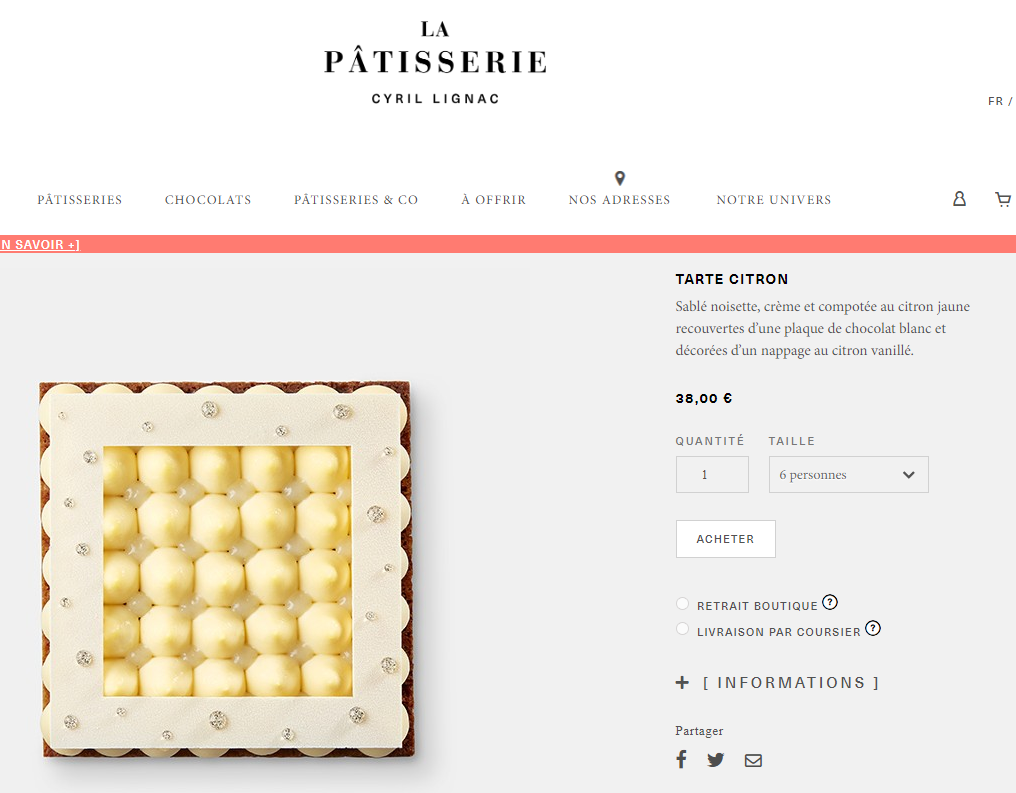 LA
PÂTISSERIE
CYRIL LIGNAC
FR /
PÂTISSERIES CHOCOLATS PÂTISSERIES & CO À OFFRIR NOS ADRESSES NOTRE UNIVERS
N SAVOIR +]
TARTE CITRON
Sablé noisette, crème et compotée au citron jaune
recouvertes d’une plaque de chocolat blanc et
décorées d’un nappage au citron vanillé.
38,00 €
QUANTITÉ TAILLE
1 6 personnes
ACHETER
RETRAIT BOUTIQUE ?
LIVRAISON PAR COURSIER ?
+ [ INFORMATIONS ]
Partager